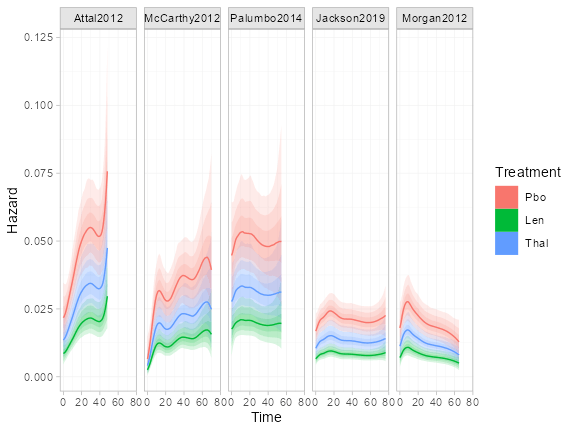 Attal2012 McCarthy2012 Palumbo2014 Jackson2019 Morgan2012
0.125
0.100
0.075
0.050
0.025
0.000
Hazard
0 20 40 60 80 0 20 40 60 80 0 20 40 60 80 0 20 40 60 80 0 20 40 60 80
Time
Treatment
Pbo
Len
Thal